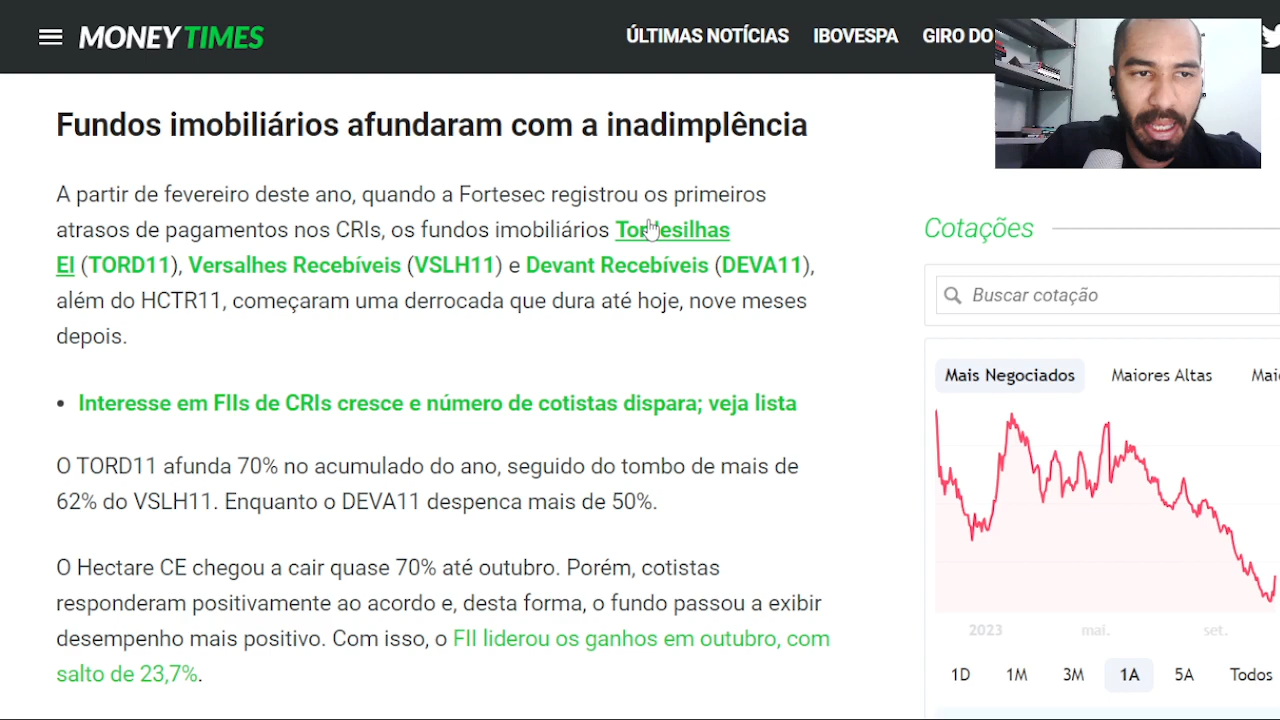 MONEY TIMES
ÚLTIMAS NOTÍCIAS IBOVESPA GIRO DO
Fundos imobiliários afundaram com a inadimplência
A partir de fevereiro deste ano, quando a Fortesec registrou os primeiros
atrasos de pagamentos nos CRIs, os fundos imobiliários Tordesilhas
EI (TORD11), Versalhes Recebíveis (VSLH11) e Devant Recebíveis (DEVA11),
além do HCTR11, começaram uma derrocada que dura até hoje, nove meses
depois.
• Interesse em FIIs de CRIs cresce e número de cotistas dispara; veja lista
O TORD11 afunda 70% no acumulado do ano, seguido do tombo de mais de
62% do VSLH11. Enquanto o DEVA11 despenca mais de 50%.
O Hectare CE chegou a cair quase 70% até outubro. Porém, cotistas
responderam positivamente ao acordo e, desta forma, o fundo passou a exibir
desempenho mais positivo. Com isso, o FII liderou os ganhos em outubro, com
salto de 23,7%.
Cotações
Buscar cotação
Mais Negociados Maiores Altas Mai
2023 mai. set.
1D 1M 3M 1A 5A Todos